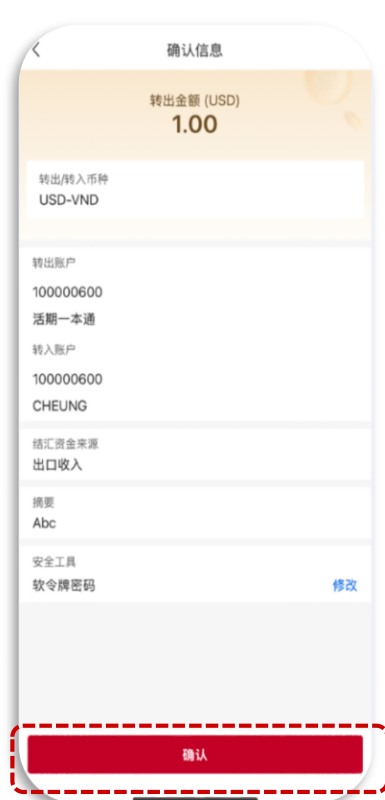 确认信息
转出金额 (USD)
1.00
转出/转入币种
USD-VND
转出账户
100000600
活期一本通
转入账户
100000600
CHEUNG
结汇资金来源
出口收入
摘要
Abc
安全工具
软令牌密码 修改
确认